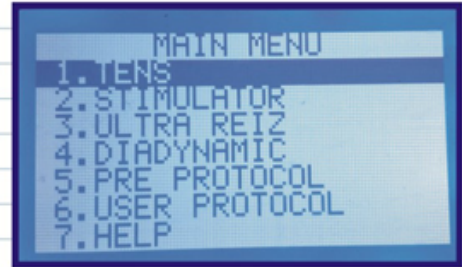 MAIN MENU
1.TENS
2.STIMULATOR
3.ULTRA REIZ
4.DIADYNAMIC
5.PRE PROTOCOL
6.USER PROTOCOL
7.HELP